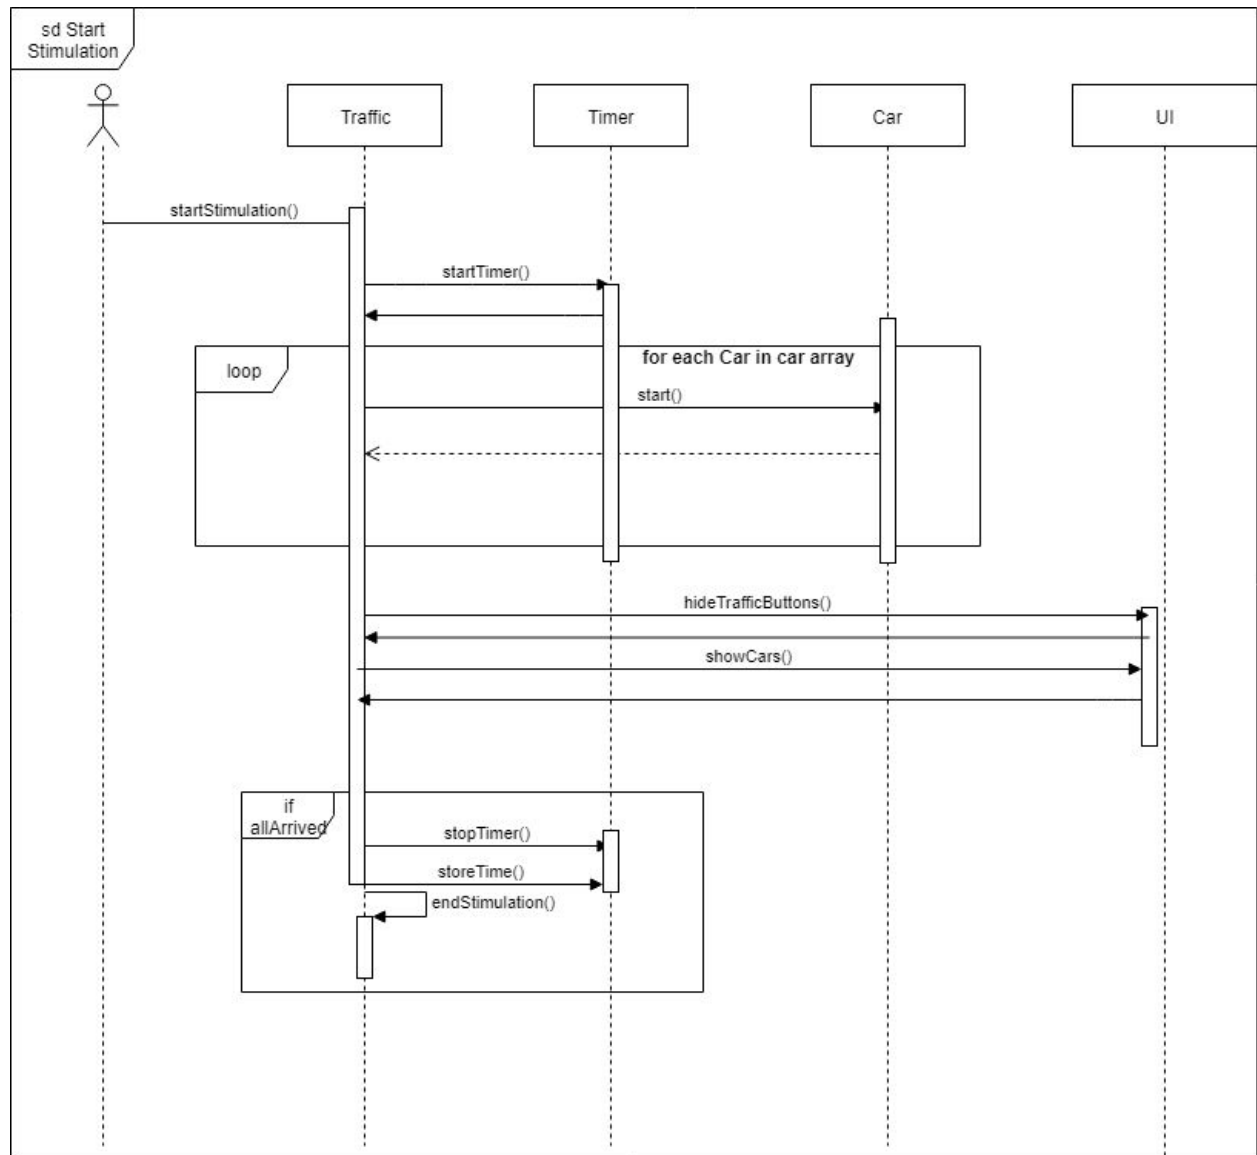 sd Start
Stimulation
Traffic
Timer
Car
UI
startStimulation()
startTimer()
for each Car in car array
loop
start()
hideTrafficButtons()
showCars()
if
allArrived
stopTimer()
storeTime()
endStimulation()